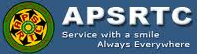 APSRTC
Service with a smile
Always Everywhere